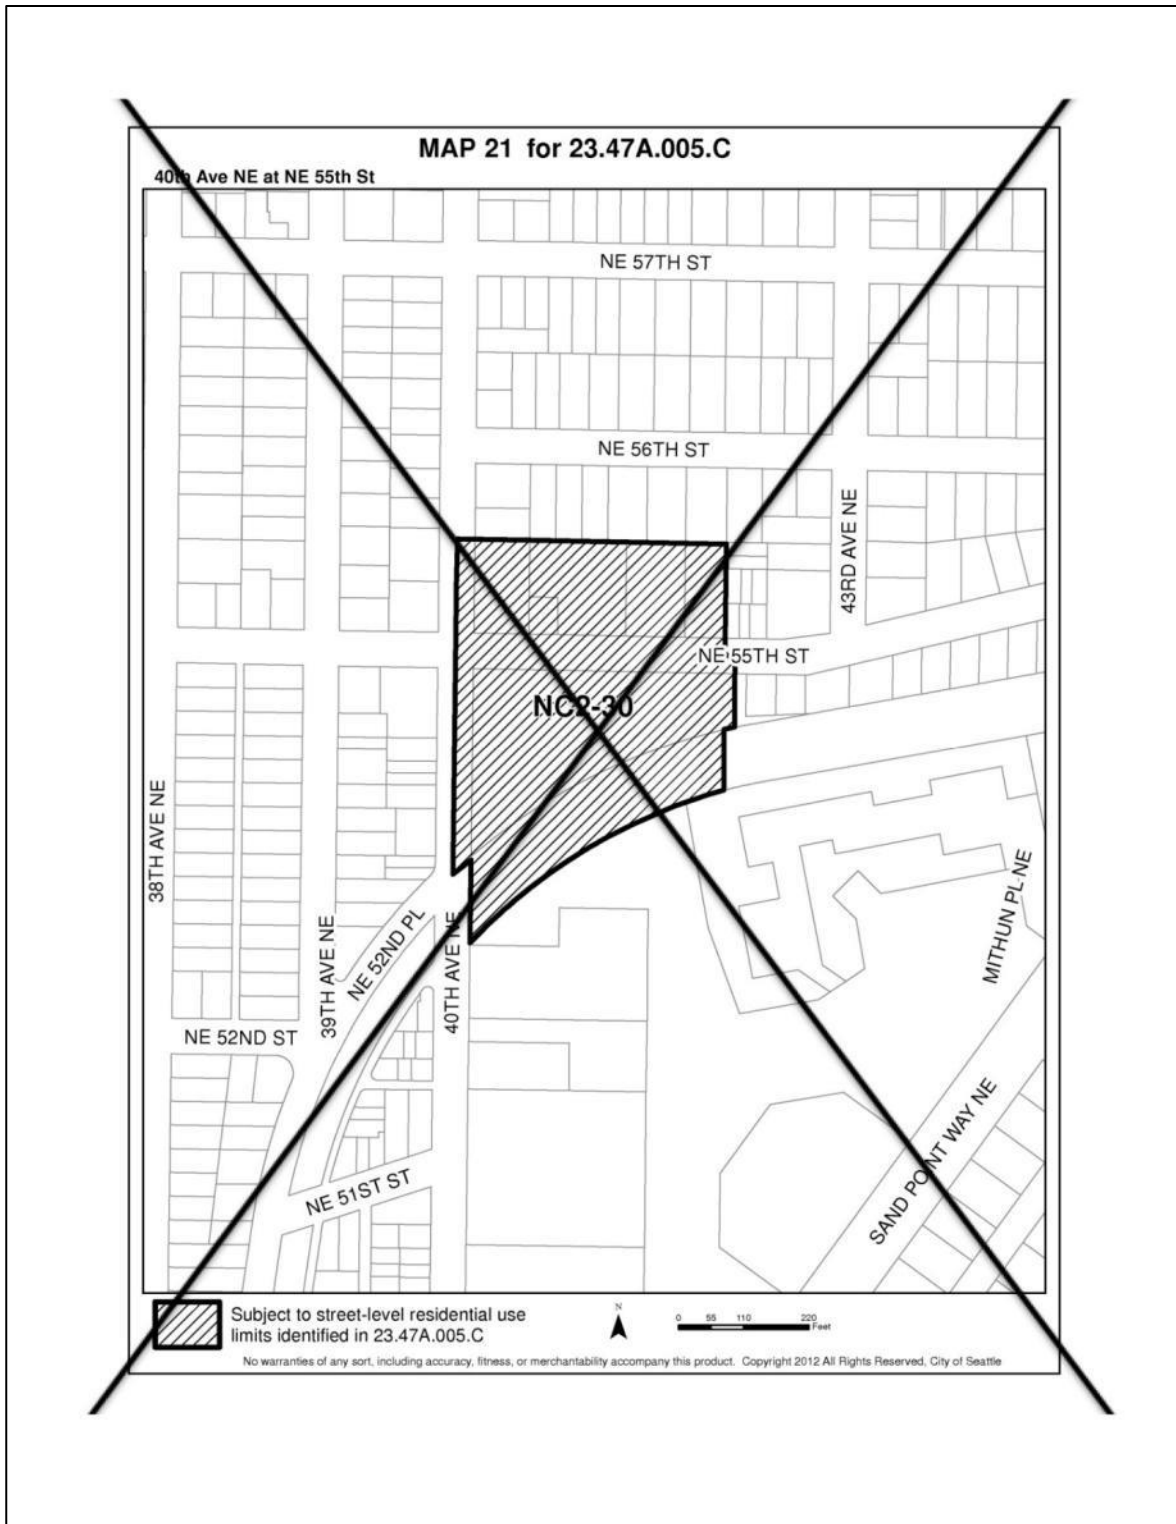 MAP 21 for 23.47A.005.C
40th Ave NE at NE 55th St
NE 57TH ST
NE 56TH ST
43RD AVE NE
NE 55TH ST
NC2-30
38TH AVE NE
39TH AVE NE
NE 52ND PL
40TH AVE NE
MITHUN PL NE
NE 52ND ST
SAND POINT WAY NE
NE 51ST ST
Subject to street-level residential use
limits identified in 23.47A.005.C
N
0 55 110 220
Feet
No warranties of any sort, including accuracy, fitness, or merchantability accompany this product. Copyright 2012 All Rights Reserved, City of Seattle